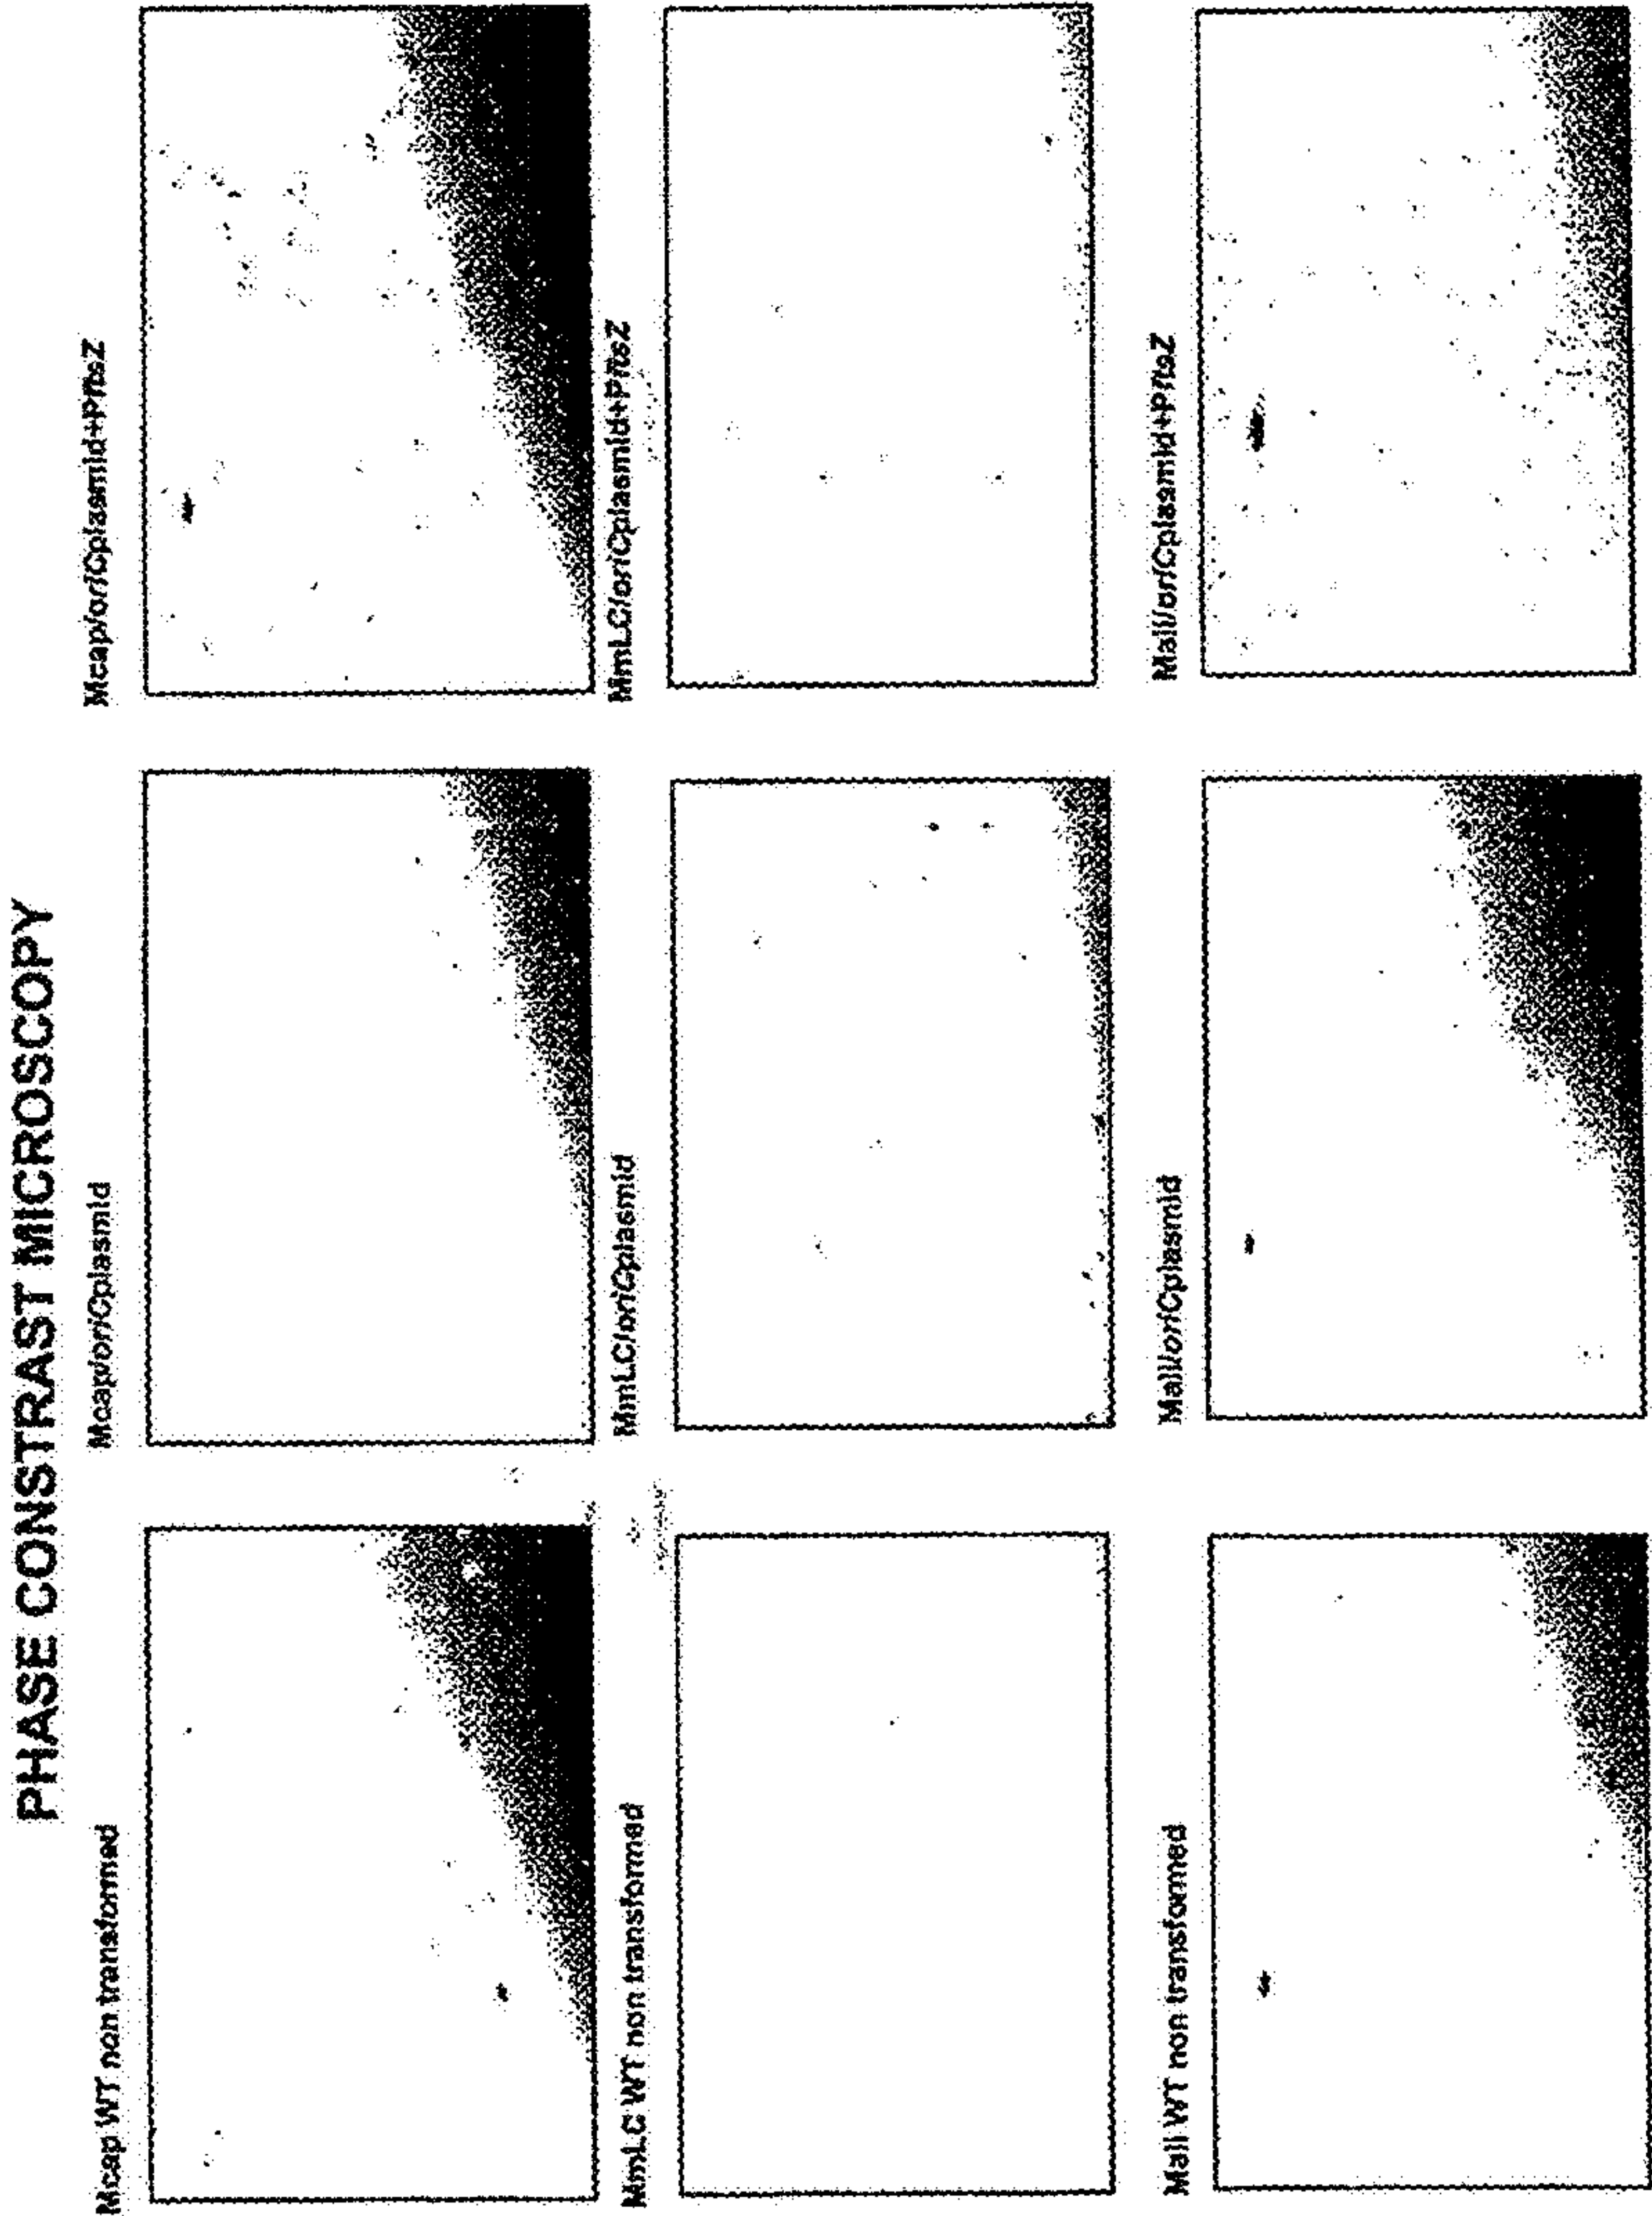 PHASE CONSTRAST MICROSCOPY
Mcap WT non transformed
Mcap/oriCplasmid
Mcap/oriCplasmid+PftsZ
MmLC WT non transformed
MmLC/oriCplasmid
MmLC/oriCplasmid+PftsZ
Mall WT non transformed
Mall/oriCplasmid
Mall/oriCplasmid+PftsZ